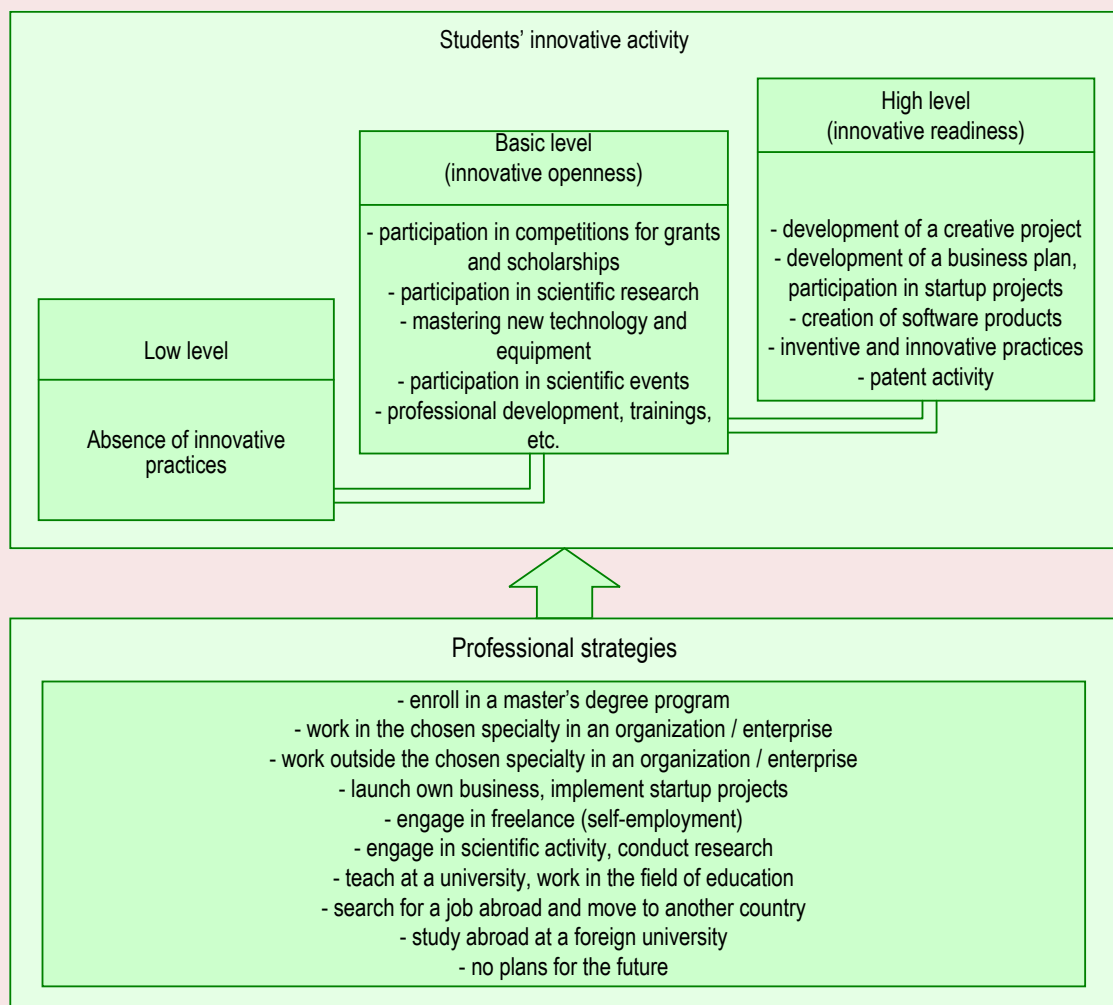 Students’ innovative activity
Low level
Absence of innovative
practices
Basic level
(innovative openness)
- participation in competitions for grants
and scholarships
- participation in scientific research
- mastering new technology and
equipment
- participation in scientific events
- professional development, trainings,
etc.
High level
(innovative readiness)
- development of a creative project
- development of a business plan,
participation in startup projects
- creation of software products
- inventive and innovative practices
- patent activity
Professional strategies
- enroll in a master’s degree program
- work in the chosen specialty in an organization / enterprise
- work outside the chosen specialty in an organization / enterprise
- launch own business, implement startup projects
- engage in freelance (self-employment)
- engage in scientific activity, conduct research
- teach at a university, work in the field of education
- search for a job abroad and move to another country
- study abroad at a foreign university
- no plans for the future